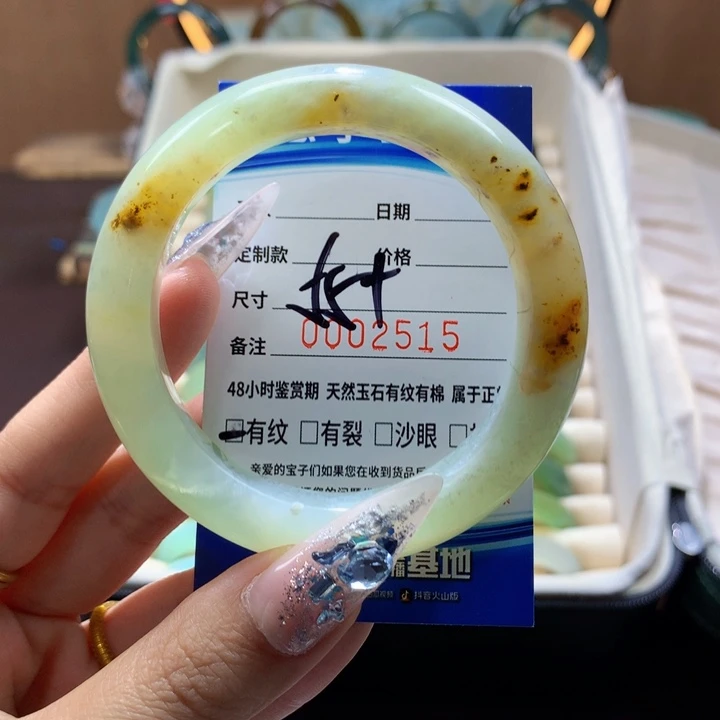 日期
定制款 价格
尺寸
备注 0002515
48小时鉴赏期 天然玉石有纹有棉 属于正
☐有纹 ☐有裂 ☐沙眼 ☐
亲爱的宝子们如果您在收到货品
播基地
抖音火山版